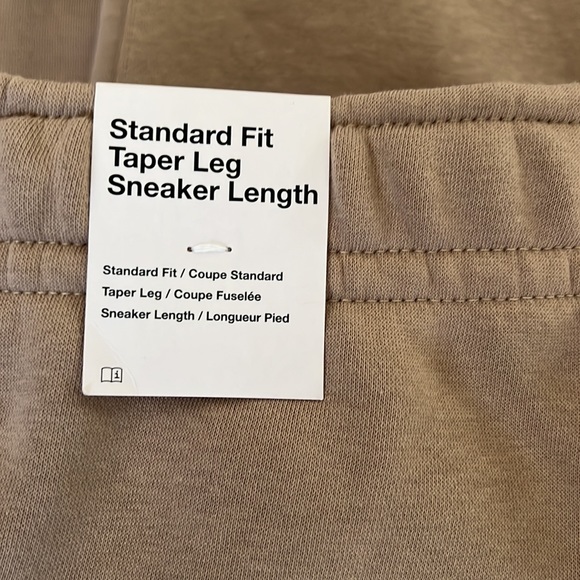 Standard Fit
Taper Leg
Sneaker Length
Standard Fit / Coupe Standard
Taper Leg / Coupe Fuselée
Sneaker Length / Longueur Pied
i